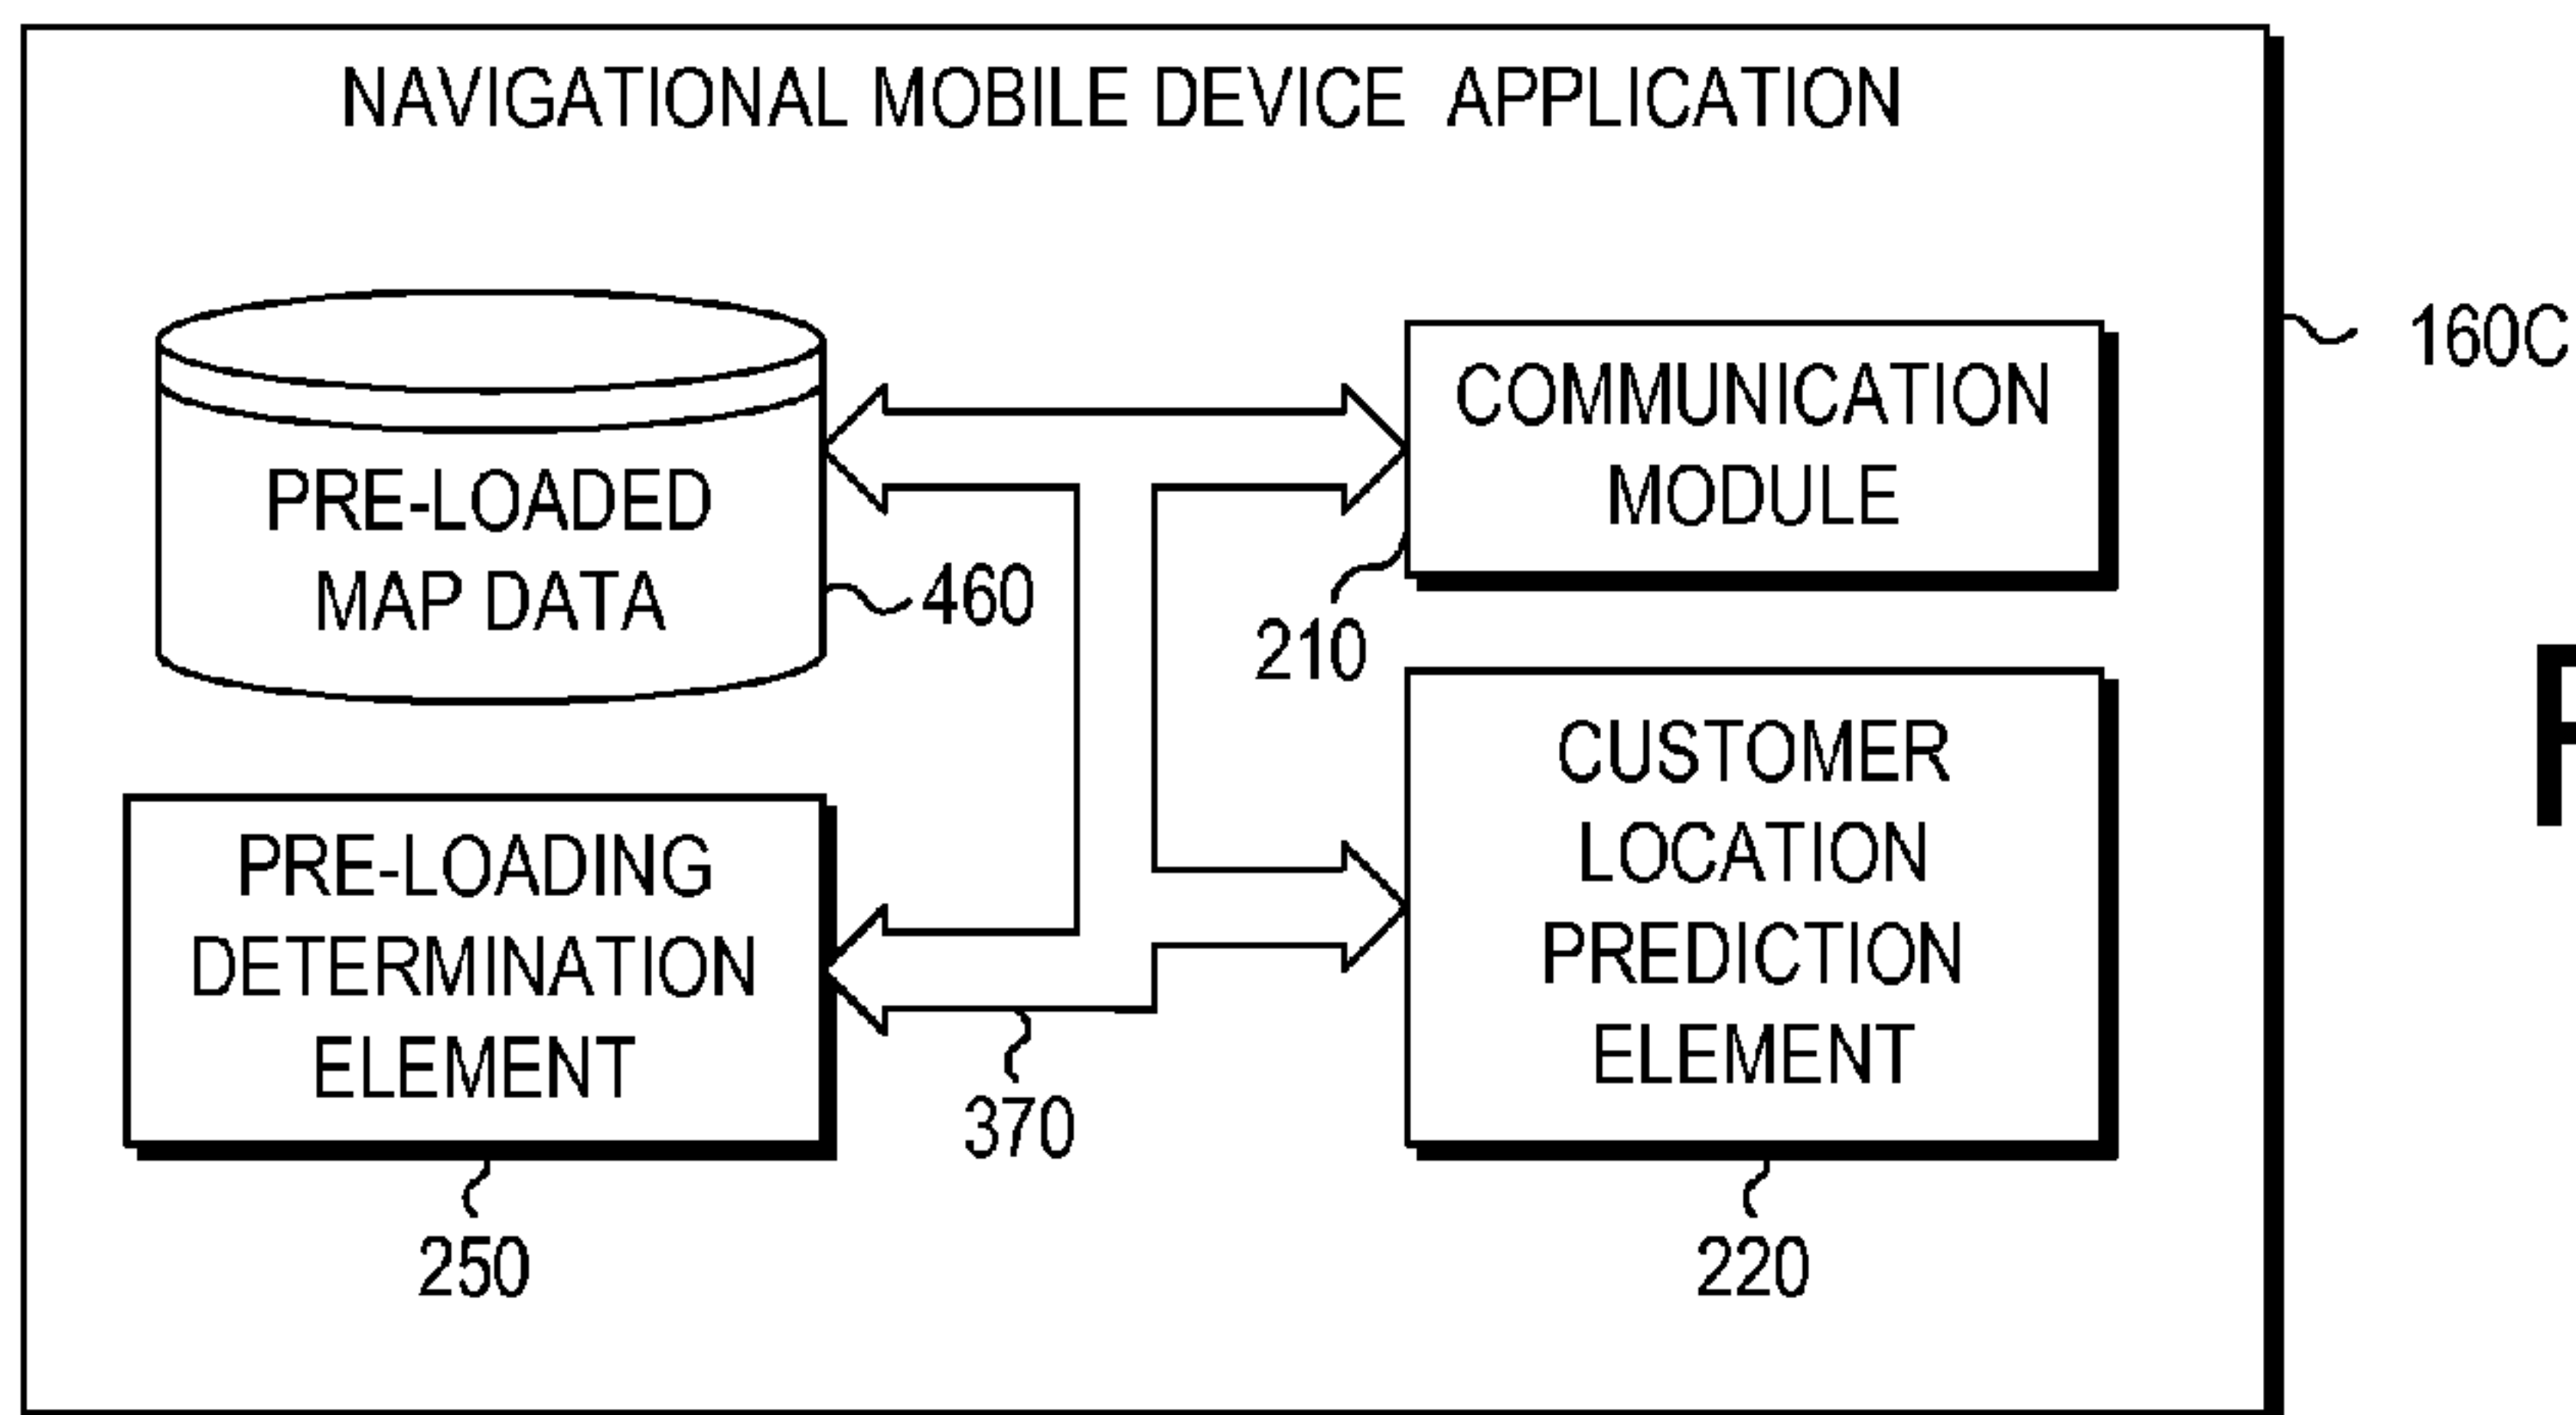 NAVIGATIONAL MOBILE DEVICE APPLICATION
160C
PRE-LOADED
MAP DATA
460
COMMUNICATION
MODULE
210
PRE-LOADING
DETERMINATION
ELEMENT
250
370
CUSTOMER
LOCATION
PREDICTION
ELEMENT
220